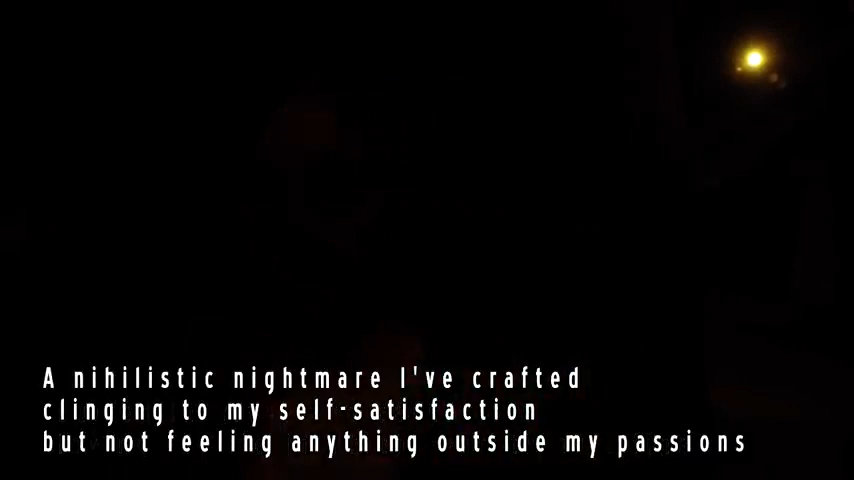 A nihilistic nightmare I've crafted
clinging to my self-satisfaction
but not feeling anything outside my passions